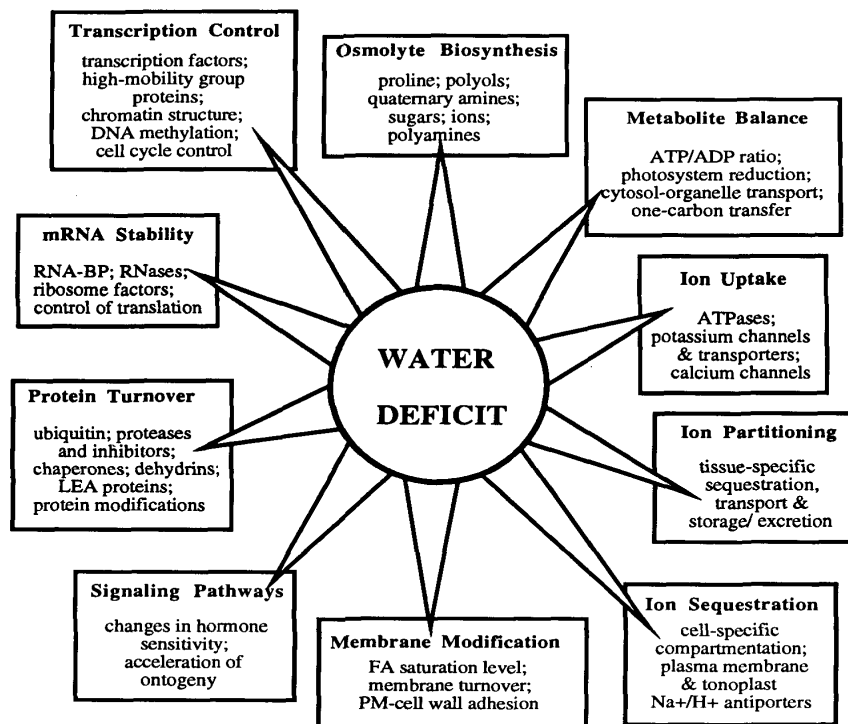 Transcription Control
transcription factors;
high-mobility group
proteins;
chromatin structure;
DNA methylation;
cell cycle control
Osmolyte Biosynthesis
proline; polyols;
quaternary amines;
sugars; ions;
polyamines
Metabolite Balance
ATP/ADP ratio;
photosystem reduction;
cytosol-organelle transport;
one-carbon transfer
mRNA Stability
RNA-BP; RNases;
ribosome factors;
control of translation
Ion Uptake
ATPases;
potassium channels
& transporters;
calcium channels
WATER
DEFICIT
Protein Turnover
ubiquitin; proteases
and inhibitors;
chaperones; dehydrins;
LEA proteins;
protein modifications
Ion Partitioning
tissue-specific
sequestration,
transport &
storage/ excretion
Signaling Pathways
changes in hormone
sensitivity;
acceleration of
ontogeny
Membrane Modification
FA saturation level;
membrane turnover;
PM-cell wall adhesion
Ion Sequestration
cell-specific
compartmentation;
plasma membrane
& tonoplast
Na+/H+ antiporters